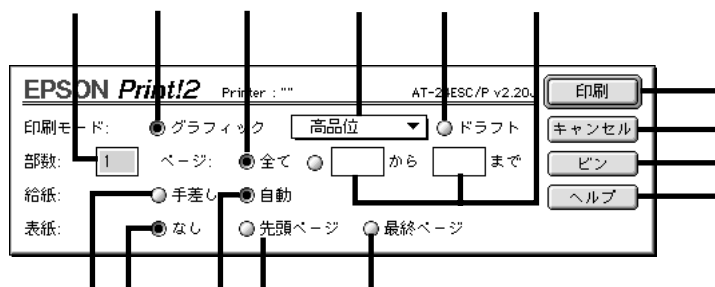 EPSON Print!2 Printer : "" AT-24ESC/P v2.20J 印刷
印刷モード: グラフィック 高品位 ドラフト キャンセル
部数: 1 ページ: 全て から まで ビン
給紙: 手差し 自動 ヘルプ
表紙: なし 先頭ページ 最終ページ